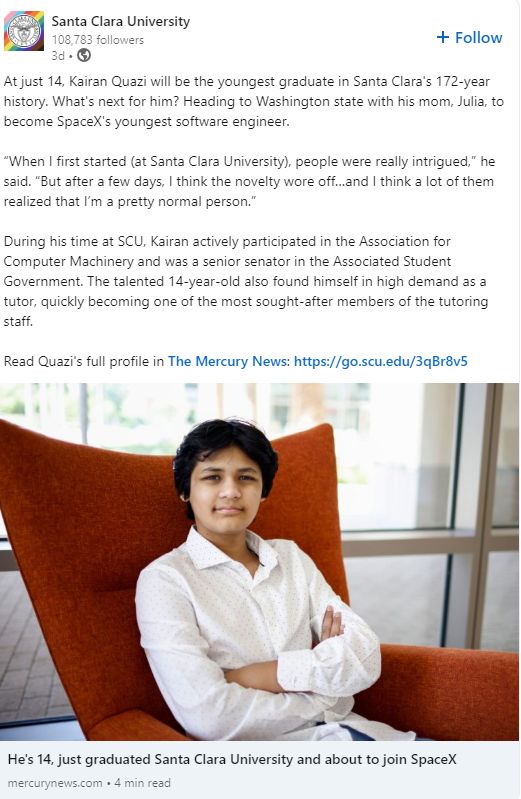 Santa Clara University
108,783 followers
3d •
+ Follow
At just 14, Kairan Quazi will be the youngest graduate in Santa Clara's 172-year
history. What's next for him? Heading to Washington state with his mom, Julia, to
become SpaceX's youngest software engineer.
“When I first started (at Santa Clara University), people were really intrigued,” he
said. “But after a few days, I think the novelty wore off...and I think a lot of them
realized that I’m a pretty normal person.”
During his time at SCU, Kairan actively participated in the Association for
Computer Machinery and was a senior senator in the Associated Student
Government. The talented 14-year-old also found himself in high demand as a
tutor, quickly becoming one of the most sought-after members of the tutoring
staff.
Read Quazi's full profile in The Mercury News: https://go.scu.edu/3qBr8v5
He's 14, just graduated Santa Clara University and about to join SpaceX
mercurynews.com • 4 min read